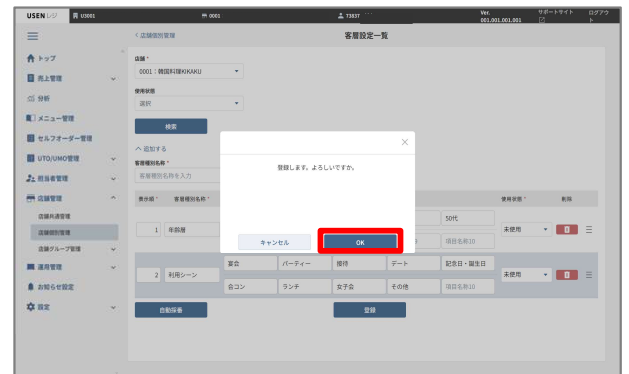 USEN レジ U3001 0001 73837 Ver. 001.001.001.001 サポートサイト ログアウト
< 店舗個別管理 客層設定一覧
トップ
売上管理
分析
メニュー管理
セルフオーダー管理
UTO/UMO管理
担当者管理
店舗管理
店舗共通管理
店舗個別管理
店舗グループ管理
運用管理
お知らせ設定
設定
店舗 *
0001：韓国料理KIKAKU
使用状態
選択
検索
追加する
客層種別名称 *
客層種別名称を入力
表示順 * 客層種別名称 * 使用状態 * 削除
50代
1 年齢層 未使用
項目名称10
宴会 パーティー 接待 デート 記念日・誕生日
2 利用シーン 未使用
合コン ランチ 女子会 その他 項目名称10
自動採番 登録
登録します。よろしいですか。
キャンセル OK